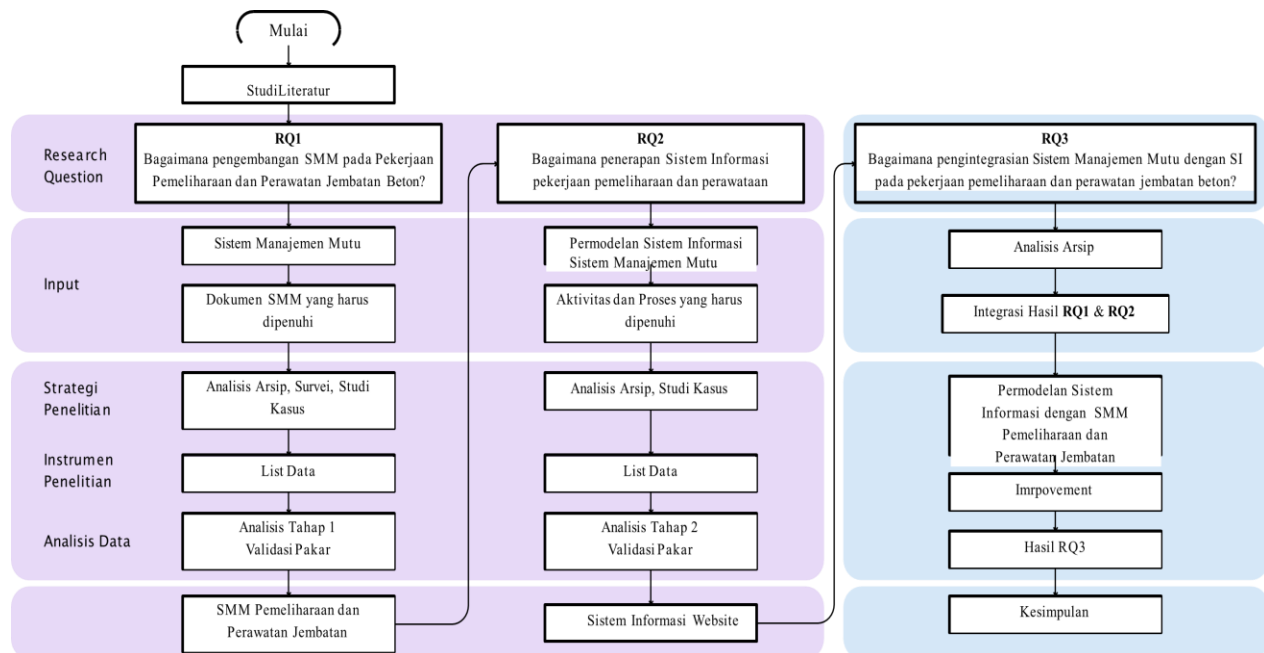 Mulai
StudiLiteratur
Research
Question
RQ1
Bagaimana pengembangan SMM pada Pekerjaan
Pemeliharaan dan Perawatan Jembatan Beton?
RQ2
Bagaimana penerapan Sistem Informasi
pekerjaan pemeliharaan dan perawataan
RQ3
Bagaimana pengintegrasian Sistem Manajemen Mutu dengan SI
pada pekerjaan pemeliharaan dan perawatan jembatan beton?
Input
Sistem Manajemen Mutu
Dokumen SMM yang harus
dipenuhi
Permodelan Sistem Informasi
Sistem Manajemen Mutu
Aktivitas dan Proses yang harus
dipenuhi
Analisis Arsip
Integrasi Hasil RQ1 & RQ2
Strategi
Penelitian
Analisis Arsip, Survei, Studi
Kasus
Analisis Arsip, Studi Kasus
Permodelan Sistem
Informasi dengan SMM
Pemeliharaan dan
Perawatan Jembatan
Instrumen
Penelitian
List Data
List Data
Imrpovement
Analisis Data
Analisis Tahap 1
Validasi Pakar
Analisis Tahap 2
Validasi Pakar
Hasil RQ3
SMM Pemeliharaan dan
Perawatan Jembatan
Sistem Informasi Website
Kesimpulan